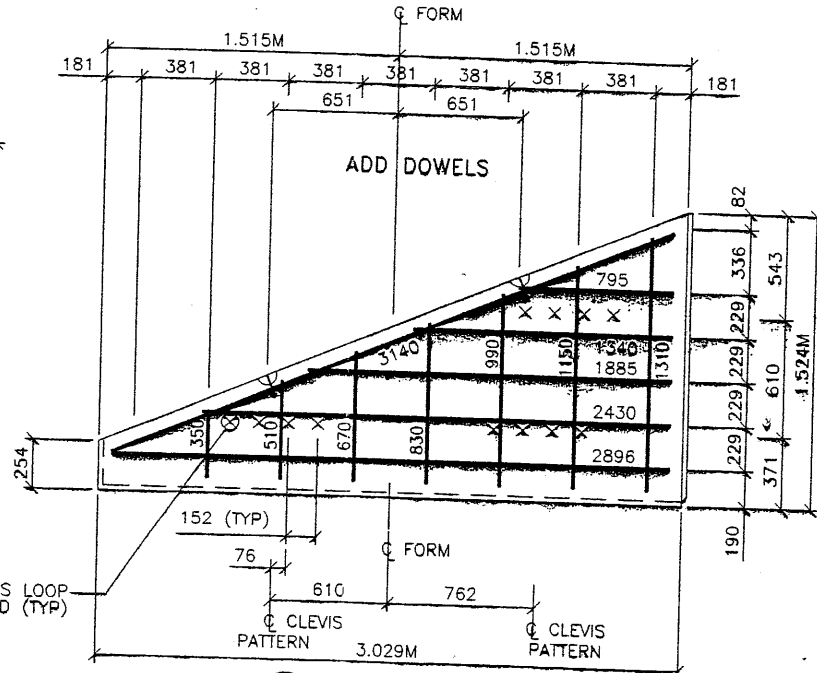 ℄ FORM
1.515M 1.515M
181 381 381 381 381 381 381 381 181
651 651
ADD DOWELS
82
336
543
795
229
3140
990
1150
1340
1310
229
610
1.524M
1885
229
2430
350
510
670
830
229
371
2896
254
190
152 (TYP)
℄ FORM
76
610 762
S LOOP
D (TYP)
℄ CLEVIS
PATTERN
℄ CLEVIS
PATTERN
3.029M